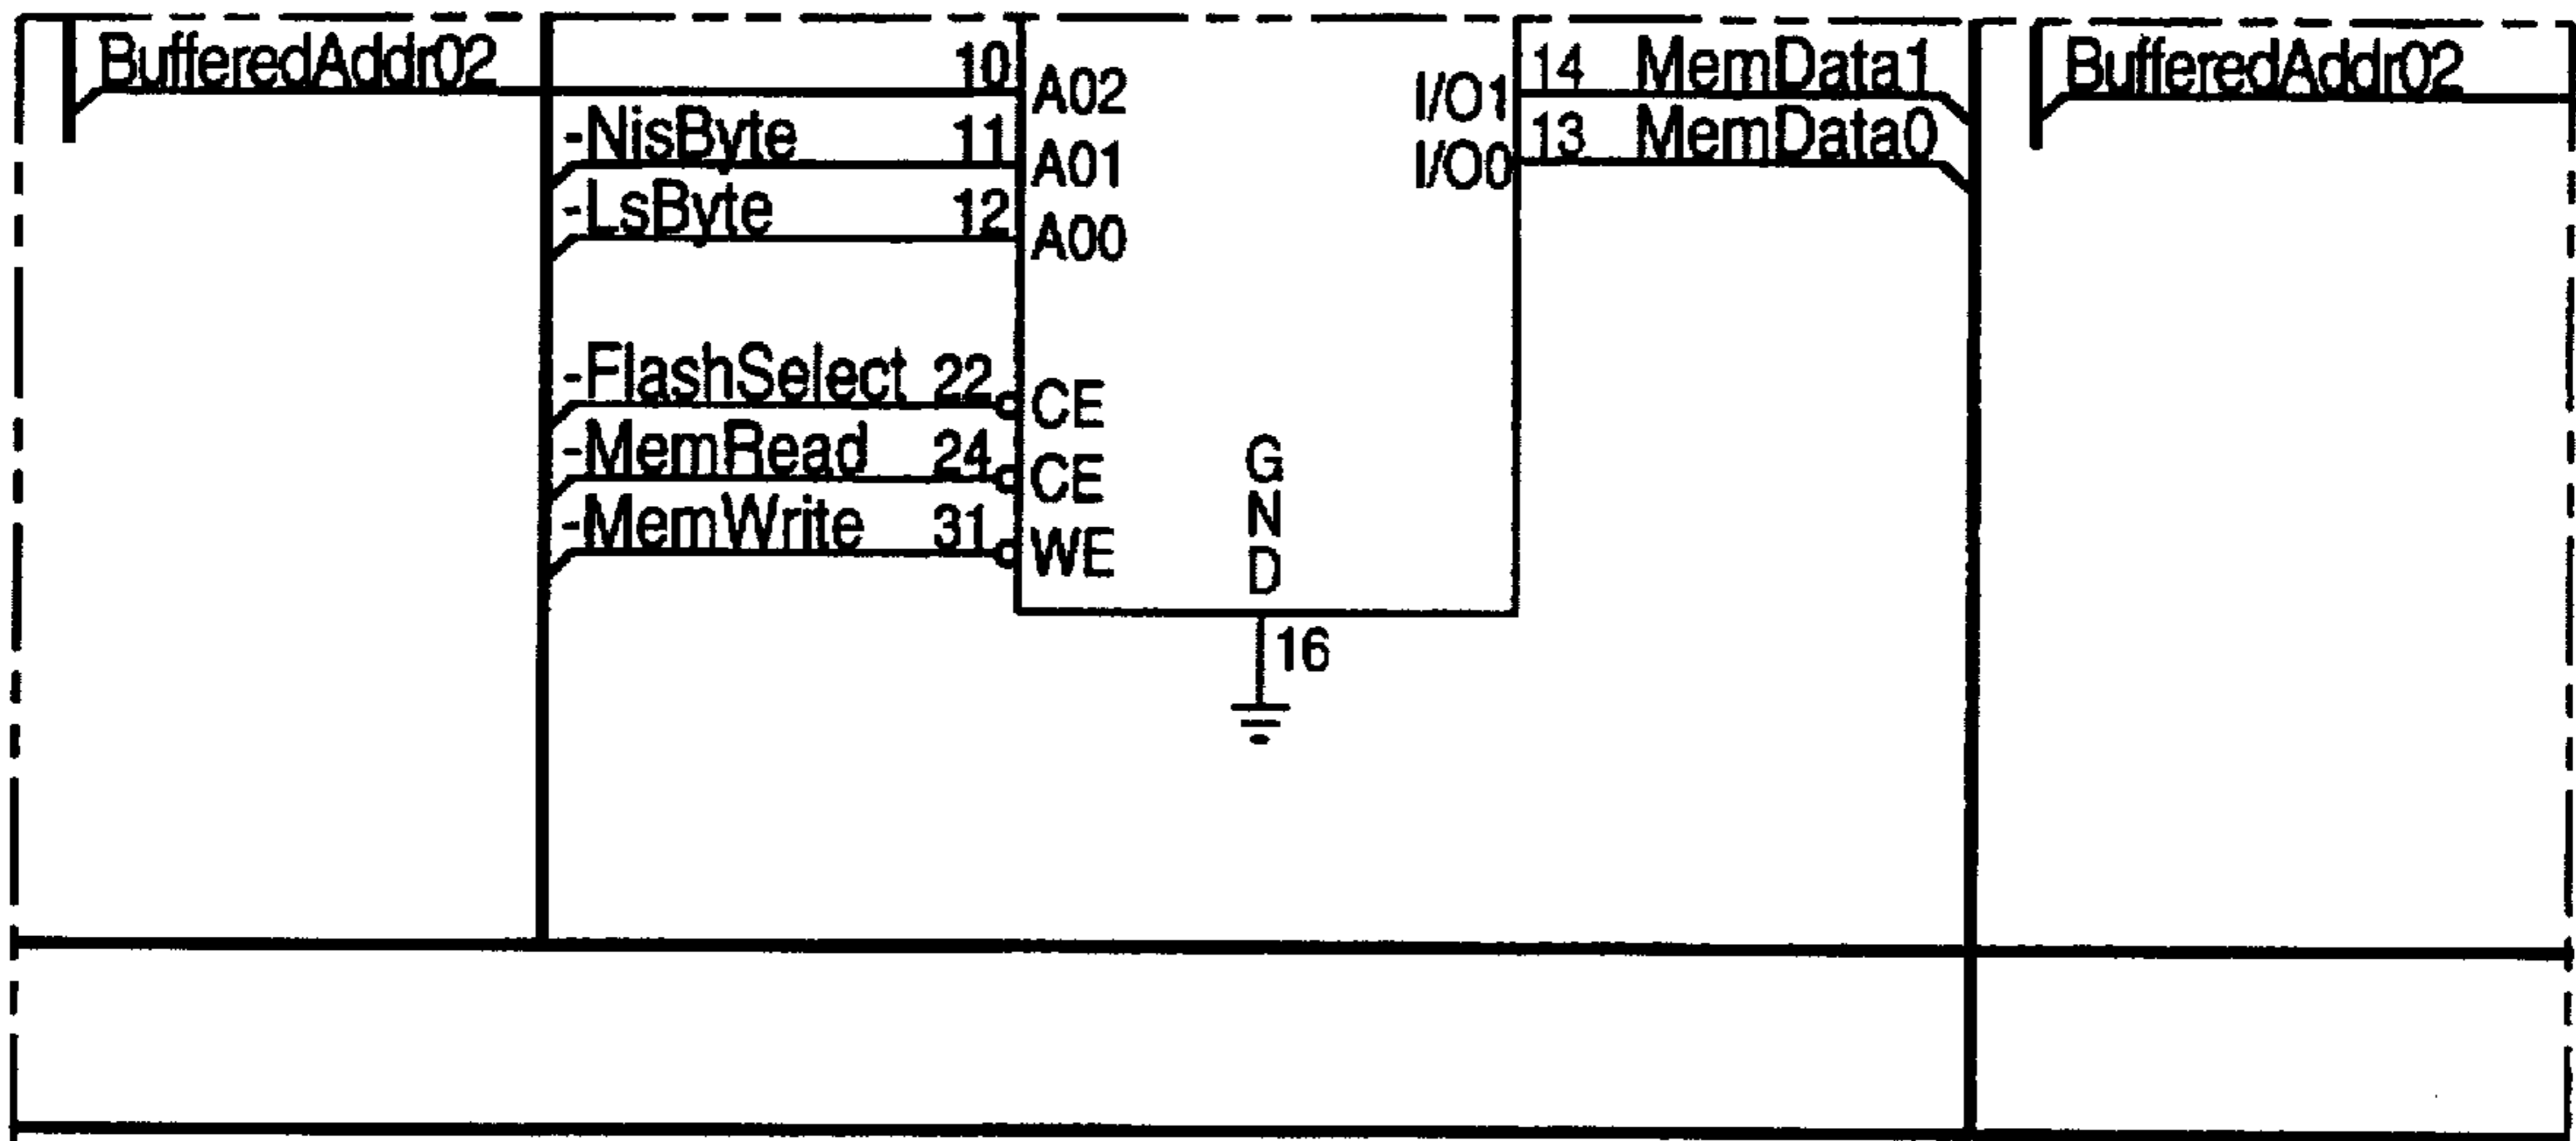 BufferedAddr02 10 A02 I/O1 14 MemData1 BufferedAddr02
-NisByte 11 A01 I/O0 13 MemData0
-LsByte 12 A00
-FlashSelect 22 CE
-MemRead 24 CE
-MemWrite 31 WE
GND
16